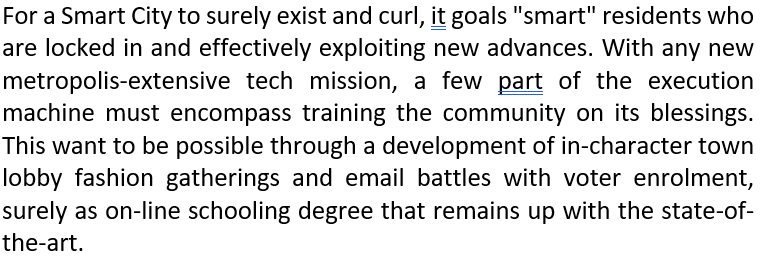 For a Smart City to surely exist and curl, it goals "smart" residents who
are locked in and effectively exploiting new advances. With any new
metropolis-extensive tech mission, a few part of the execution
machine must encompass training the community on its blessings.
This want to be possible through a development of in-character town
lobby fashion gatherings and email battles with voter enrolment,
surely as on-line schooling degree that remains up with the state-of-
the-art.